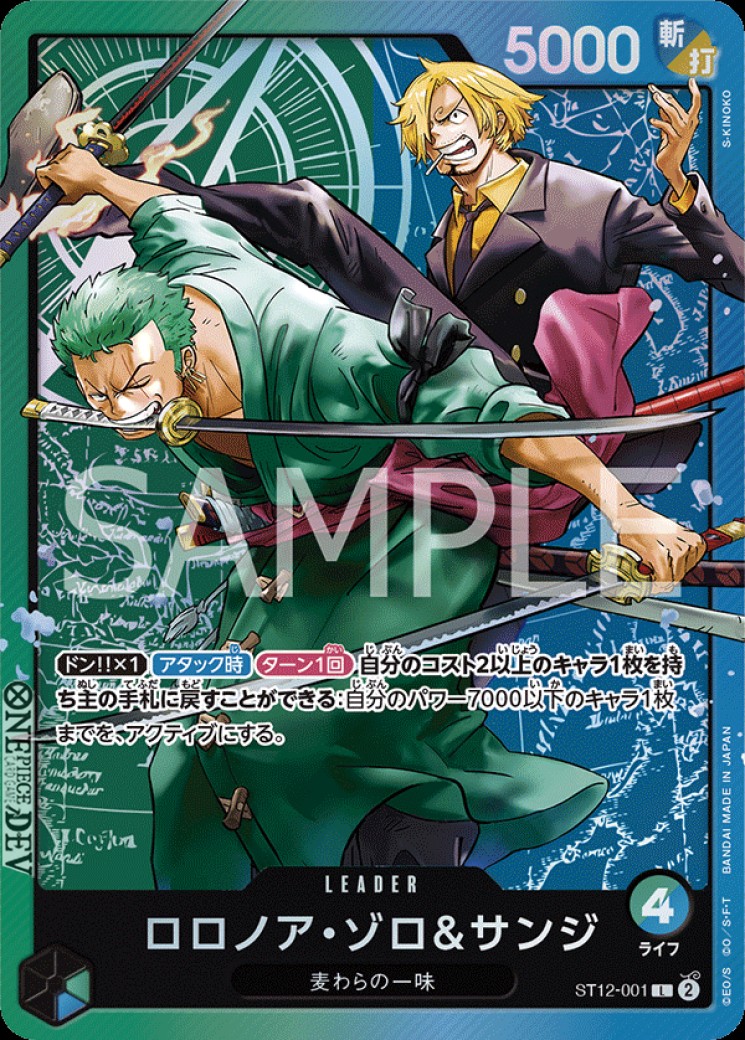 5000 斬 打
S-KINOKO
SAMPLE
ドン!!×1 アタック時 ターン1回 自分のコスト2以上のキャラ1枚を持
ち主の手札に戻すことができる:自分のパワー7000以下のキャラ1枚
までを、アクティブにする。
ONE PIECE DEV
BANDAI MADE IN JAPAN
©E.O/S ©O/S・F・T
LEADER
ロロノア・ゾロ&サンジ
4
ライフ
麦わらの一味
ST12-001 L 2